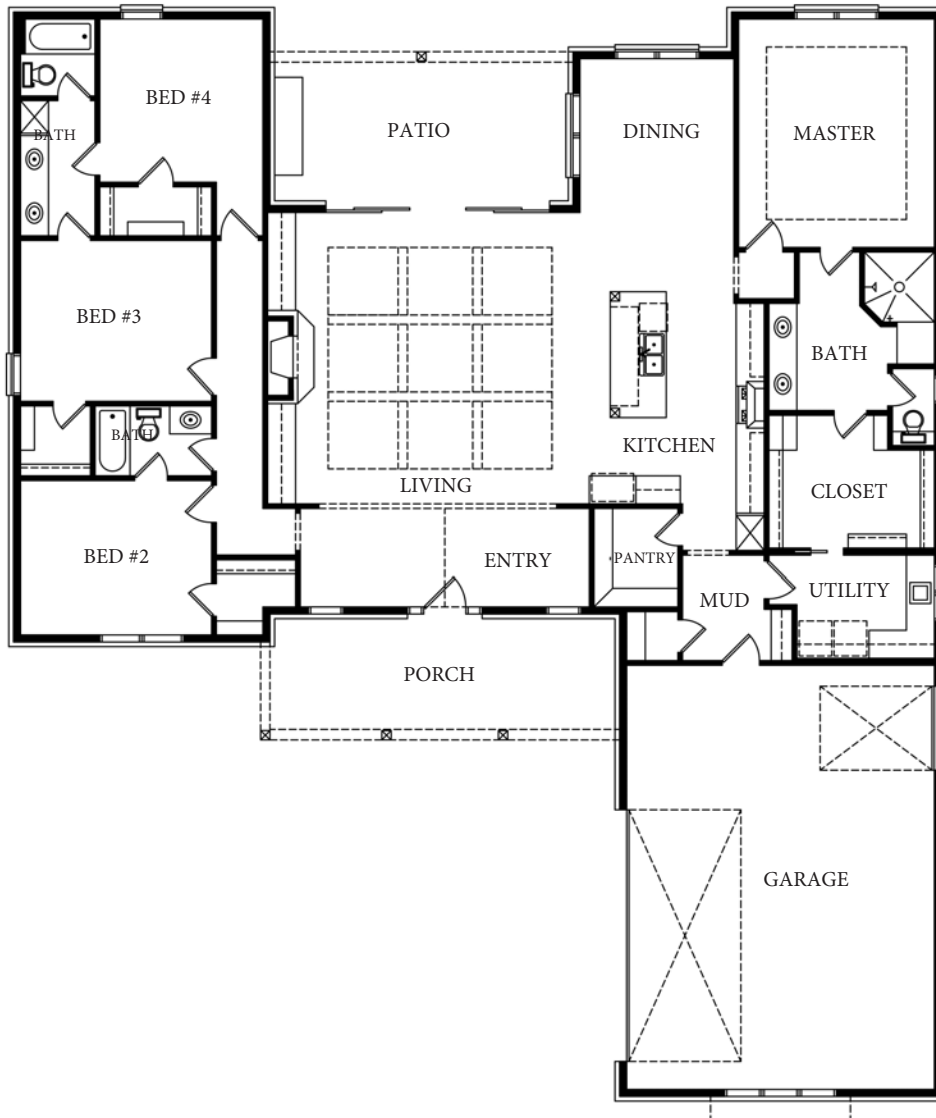 BED #4
PATIO
DINING
MASTER
BATH
BED #3
BATH
KITCHEN
BATH
LIVING
CLOSET
BED #2
ENTRY
PANTRY
MUD
UTILITY
PORCH
GARAGE